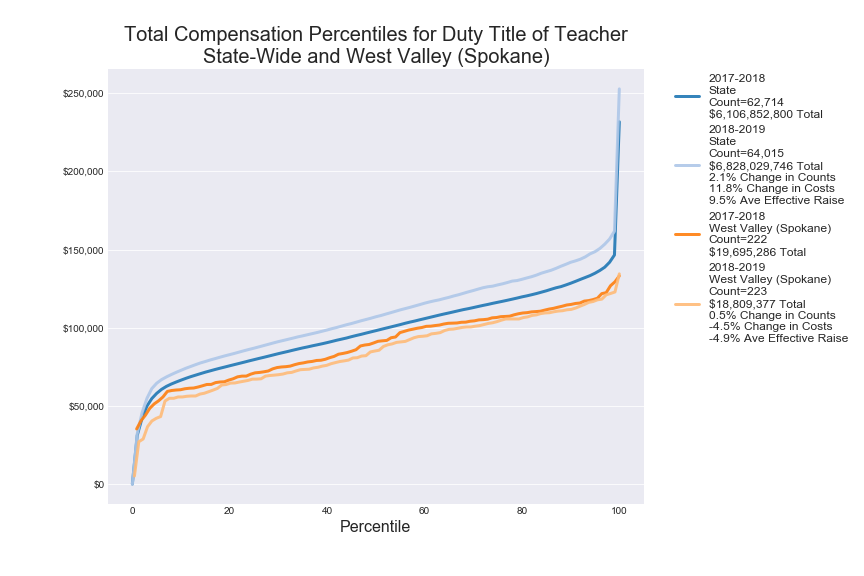 Total Compensation Percentiles for Duty Title of Teacher
State-Wide and West Valley (Spokane)
$250,000
$200,000
$150,000
$100,000
$50,000
$0
0
20
40
60
80
100
Percentile
2017-2018
State
Count=62,714
$6,106,852,800 Total
2018-2019
State
Count=64,015
$6,828,029,746 Total
2.1% Change in Counts
11.8% Change in Costs
9.5% Ave Effective Raise
2017-2018
West Valley (Spokane)
Count=222
$19,695,286 Total
2018-2019
West Valley (Spokane)
Count=223
$18,809,377 Total
0.5% Change in Counts
-4.5% Change in Costs
-4.9% Ave Effective Raise